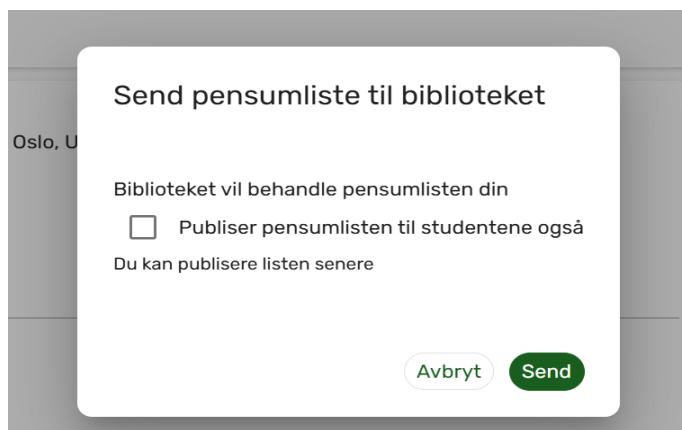 Send pensumliste til biblioteket
Oslo, U
Biblioteket vil behandle pensumlisten din
Publiser pensumlisten til studentene også
Du kan publisere listen senere
Avbryt Send